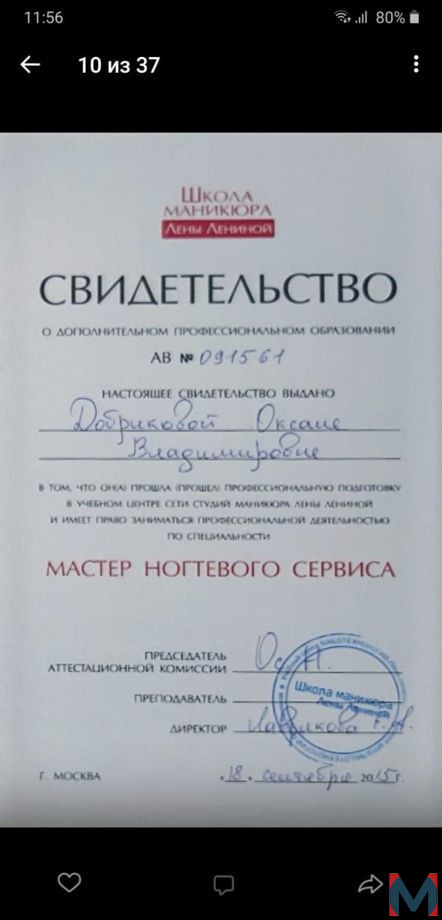 11:56
80%
10 из 37
ШКОЛА
МАНИКЮРА
ЛЕНЫ ЛЕНИНОЙ
СВИДЕТЕЛЬСТВО
О ДОПОЛНИТЕЛЬНОМ ПРОФЕССИОНАЛЬНОМ ОБРАЗОВАНИИ
АВ № 091561
НАСТОЯЩЕЕ СВИДЕТЕЛЬСТВО ВЫДАНО
Добриковой Оксане
Владимировне
В ТОМ, ЧТО ОН(А) ПРОШЛА (ПРОШЕЛ) ПРОФЕССИОНАЛЬНУЮ ПОДГОТОВКУ
В УЧЕБНОМ ЦЕНТРЕ СЕТИ СТУДИЙ МАНИКЮРА ЛЕНЫ ЛЕНИНОЙ
И ИМЕЕТ ПРАВО ЗАНИМАТЬСЯ ПРОФЕССИОНАЛЬНОЙ ДЕЯТЕЛЬНОСТЬЮ
ПО СПЕЦИАЛЬНОСТИ
МАСТЕР НОГТЕВОГО СЕРВИСА
ПРЕДСЕДАТЕЛЬ
АТТЕСТАЦИОННОЙ КОМИССИИ
ПРЕПОДАВАТЕЛЬ
Школа маникюра
Лены Лениной
ДИРЕКТОР
Г. МОСКВА
«18» сентября 2015 г.
M